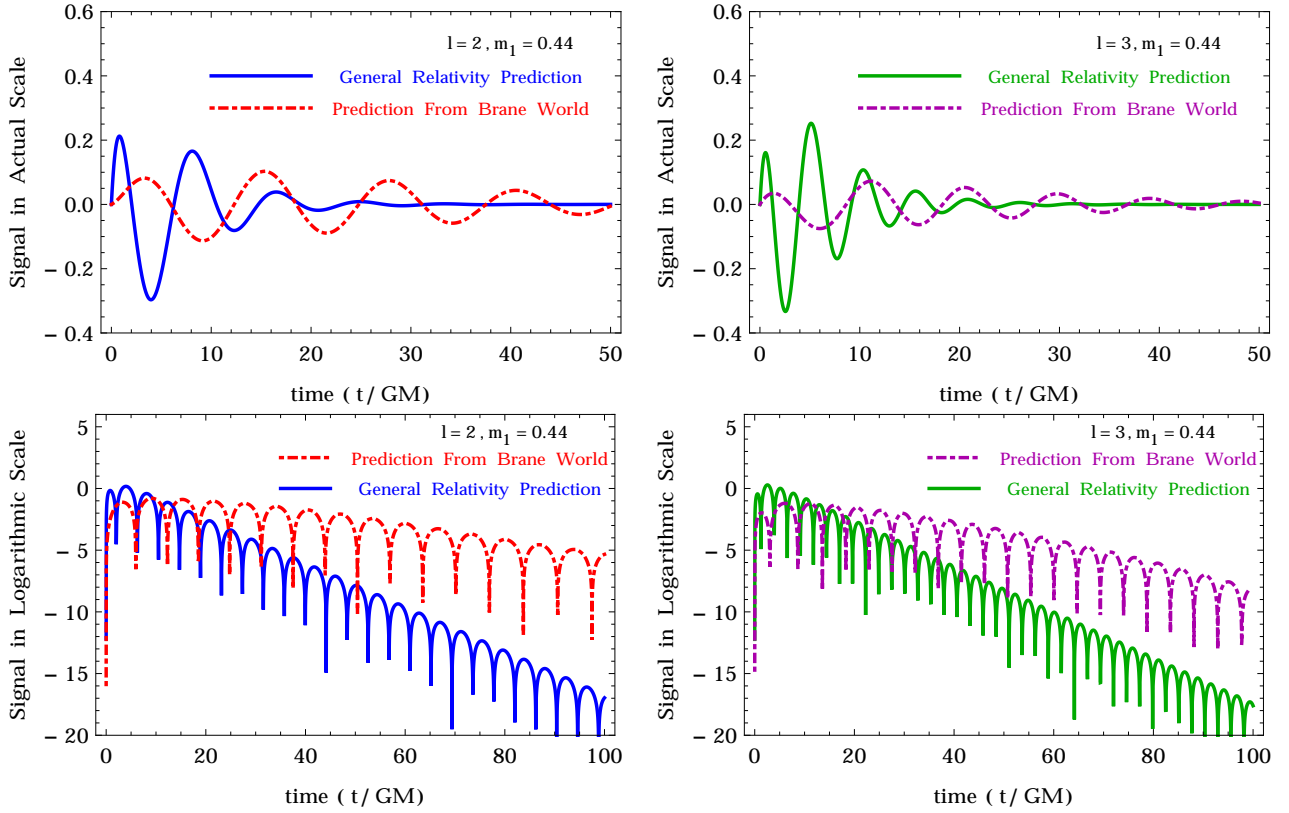 0.6
0.4
0.2
0.0
− 0.2
− 0.4
Signal in Actual Scale
l = 2 , m1 = 0.44
General Relativity Prediction
Prediction From Brane World
0 10 20 30 40 50
time ( t / GM)
0.6
0.4
0.2
0.0
− 0.2
− 0.4
Signal in Actual Scale
l = 3, m1 = 0.44
General Relativity Prediction
Prediction From Brane World
0 10 20 30 40 50
time ( t / GM)
5
0
− 5
− 10
− 15
− 20
Signal in Logarithmic Scale
l = 2 , m1 = 0.44
Prediction From Brane World
General Relativity Prediction
0 20 40 60 80 100
time ( t / GM)
5
0
− 5
− 10
− 15
− 20
Signal in Logarithmic Scale
l = 3, m1 = 0.44
Prediction From Brane World
General Relativity Prediction
0 20 40 60 80 100
time ( t / GM)